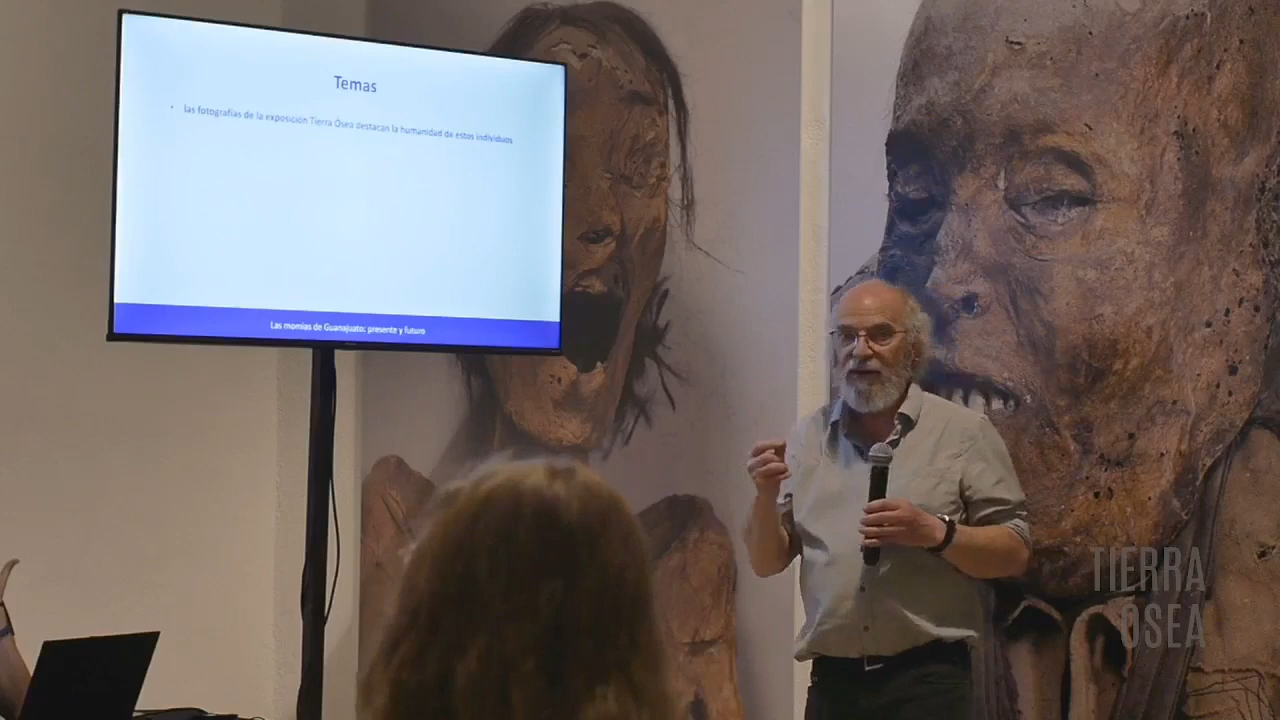 Temas
• las fotografías de la exposición Tierra Ósea destacan la humanidad de estos individuos
Las momias de Guanajuato: presente y futuro
TIERRA
ÓSEA